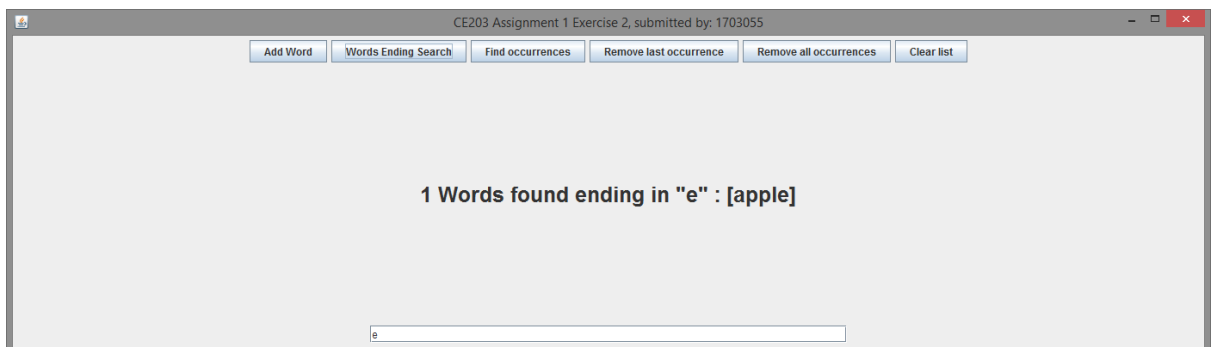 CE203 Assignment 1 Exercise 2, submitted by: 1703055
Add Word Words Ending Search Find occurrences Remove last occurrence Remove all occurrences Clear list
1 Words found ending in "e" : [apple]
e